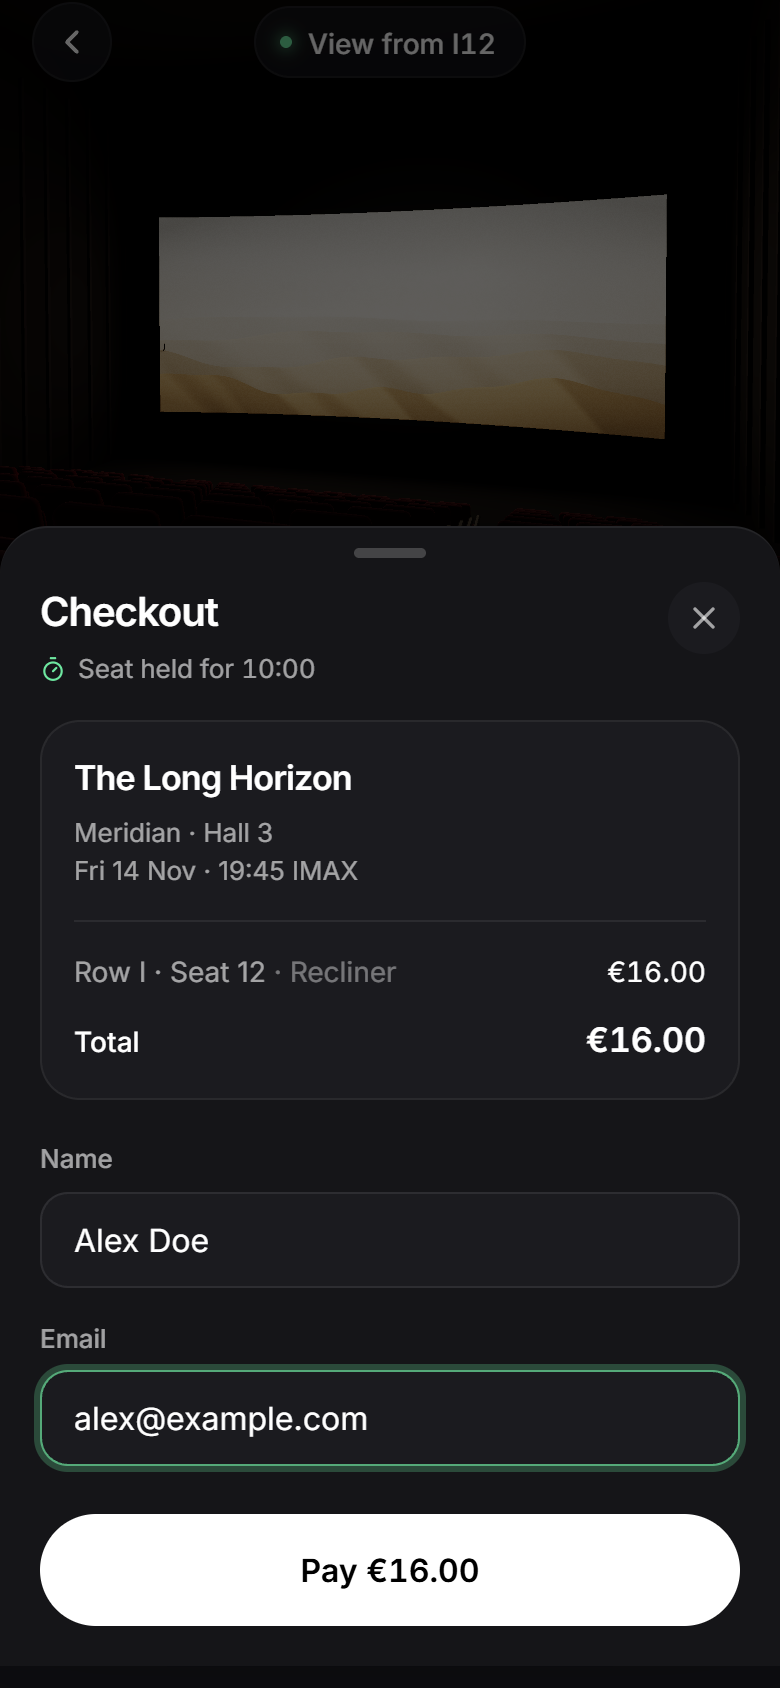 View from I12
Checkout
Seat held for 10:00
The Long Horizon
Meridian · Hall 3
Fri 14 Nov · 19:45 IMAX
Row I · Seat 12 · Recliner €16.00
Total €16.00
Name
Alex Doe
Email
alex@example.com
Pay €16.00